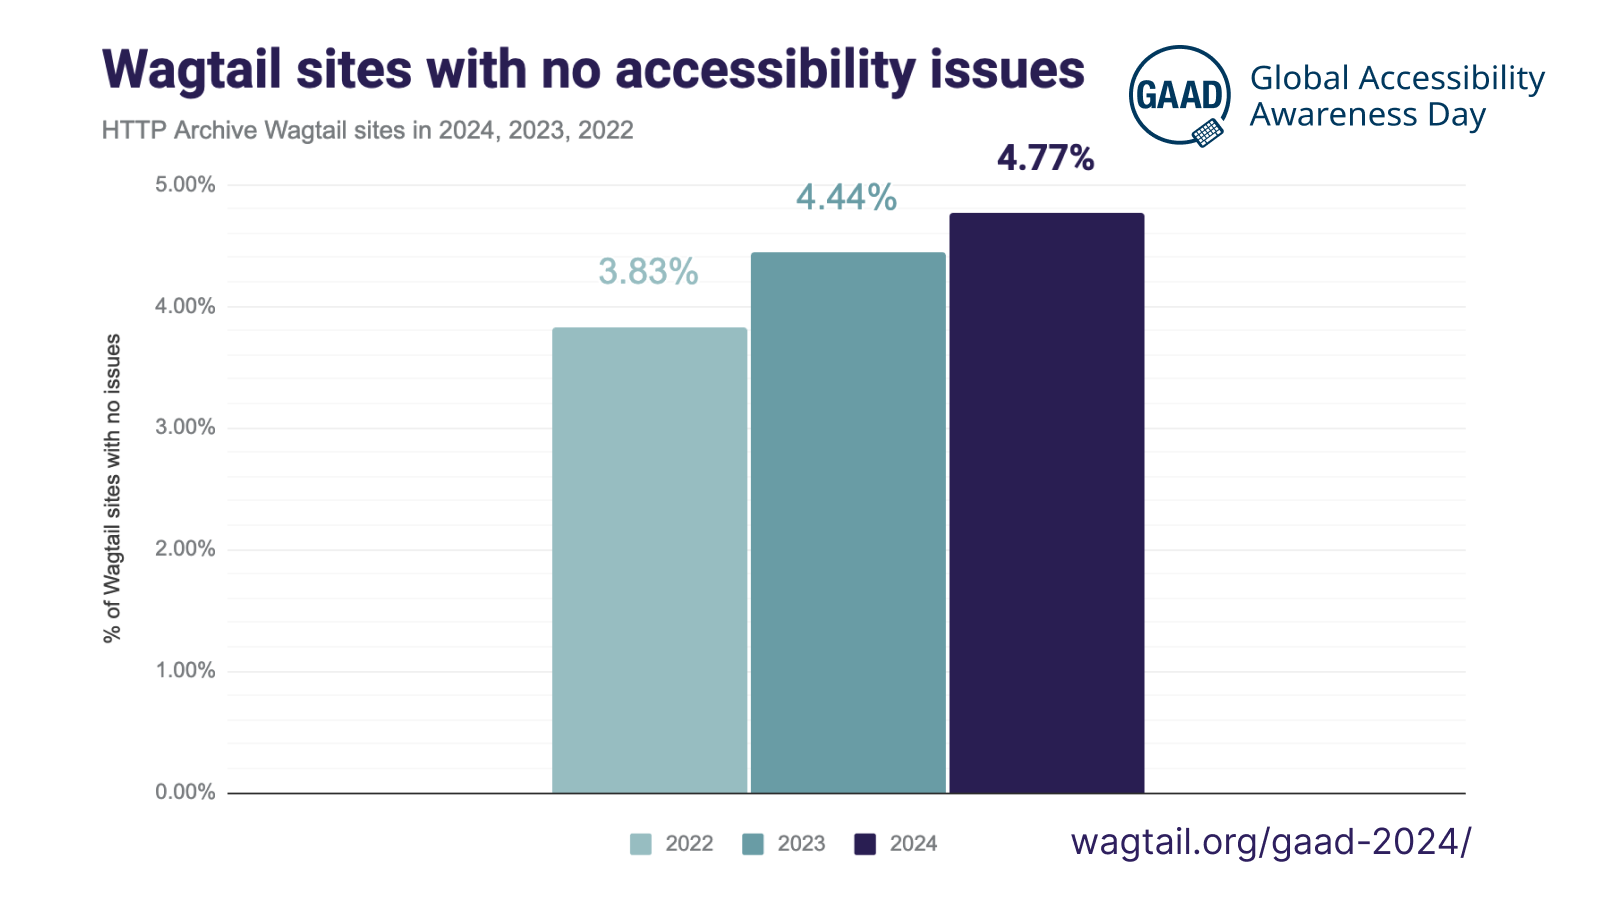 Wagtail sites with no accessibility issues
HTTP Archive Wagtail sites in 2024, 2023, 2022
GAAD
Global Accessibility
Awareness Day
4.77%
4.44%
3.83%
5.00%
4.00%
3.00%
2.00%
1.00%
0.00%
% of Wagtail sites with no issues
2022
2023
2024
wagtail.org/gaad-2024/